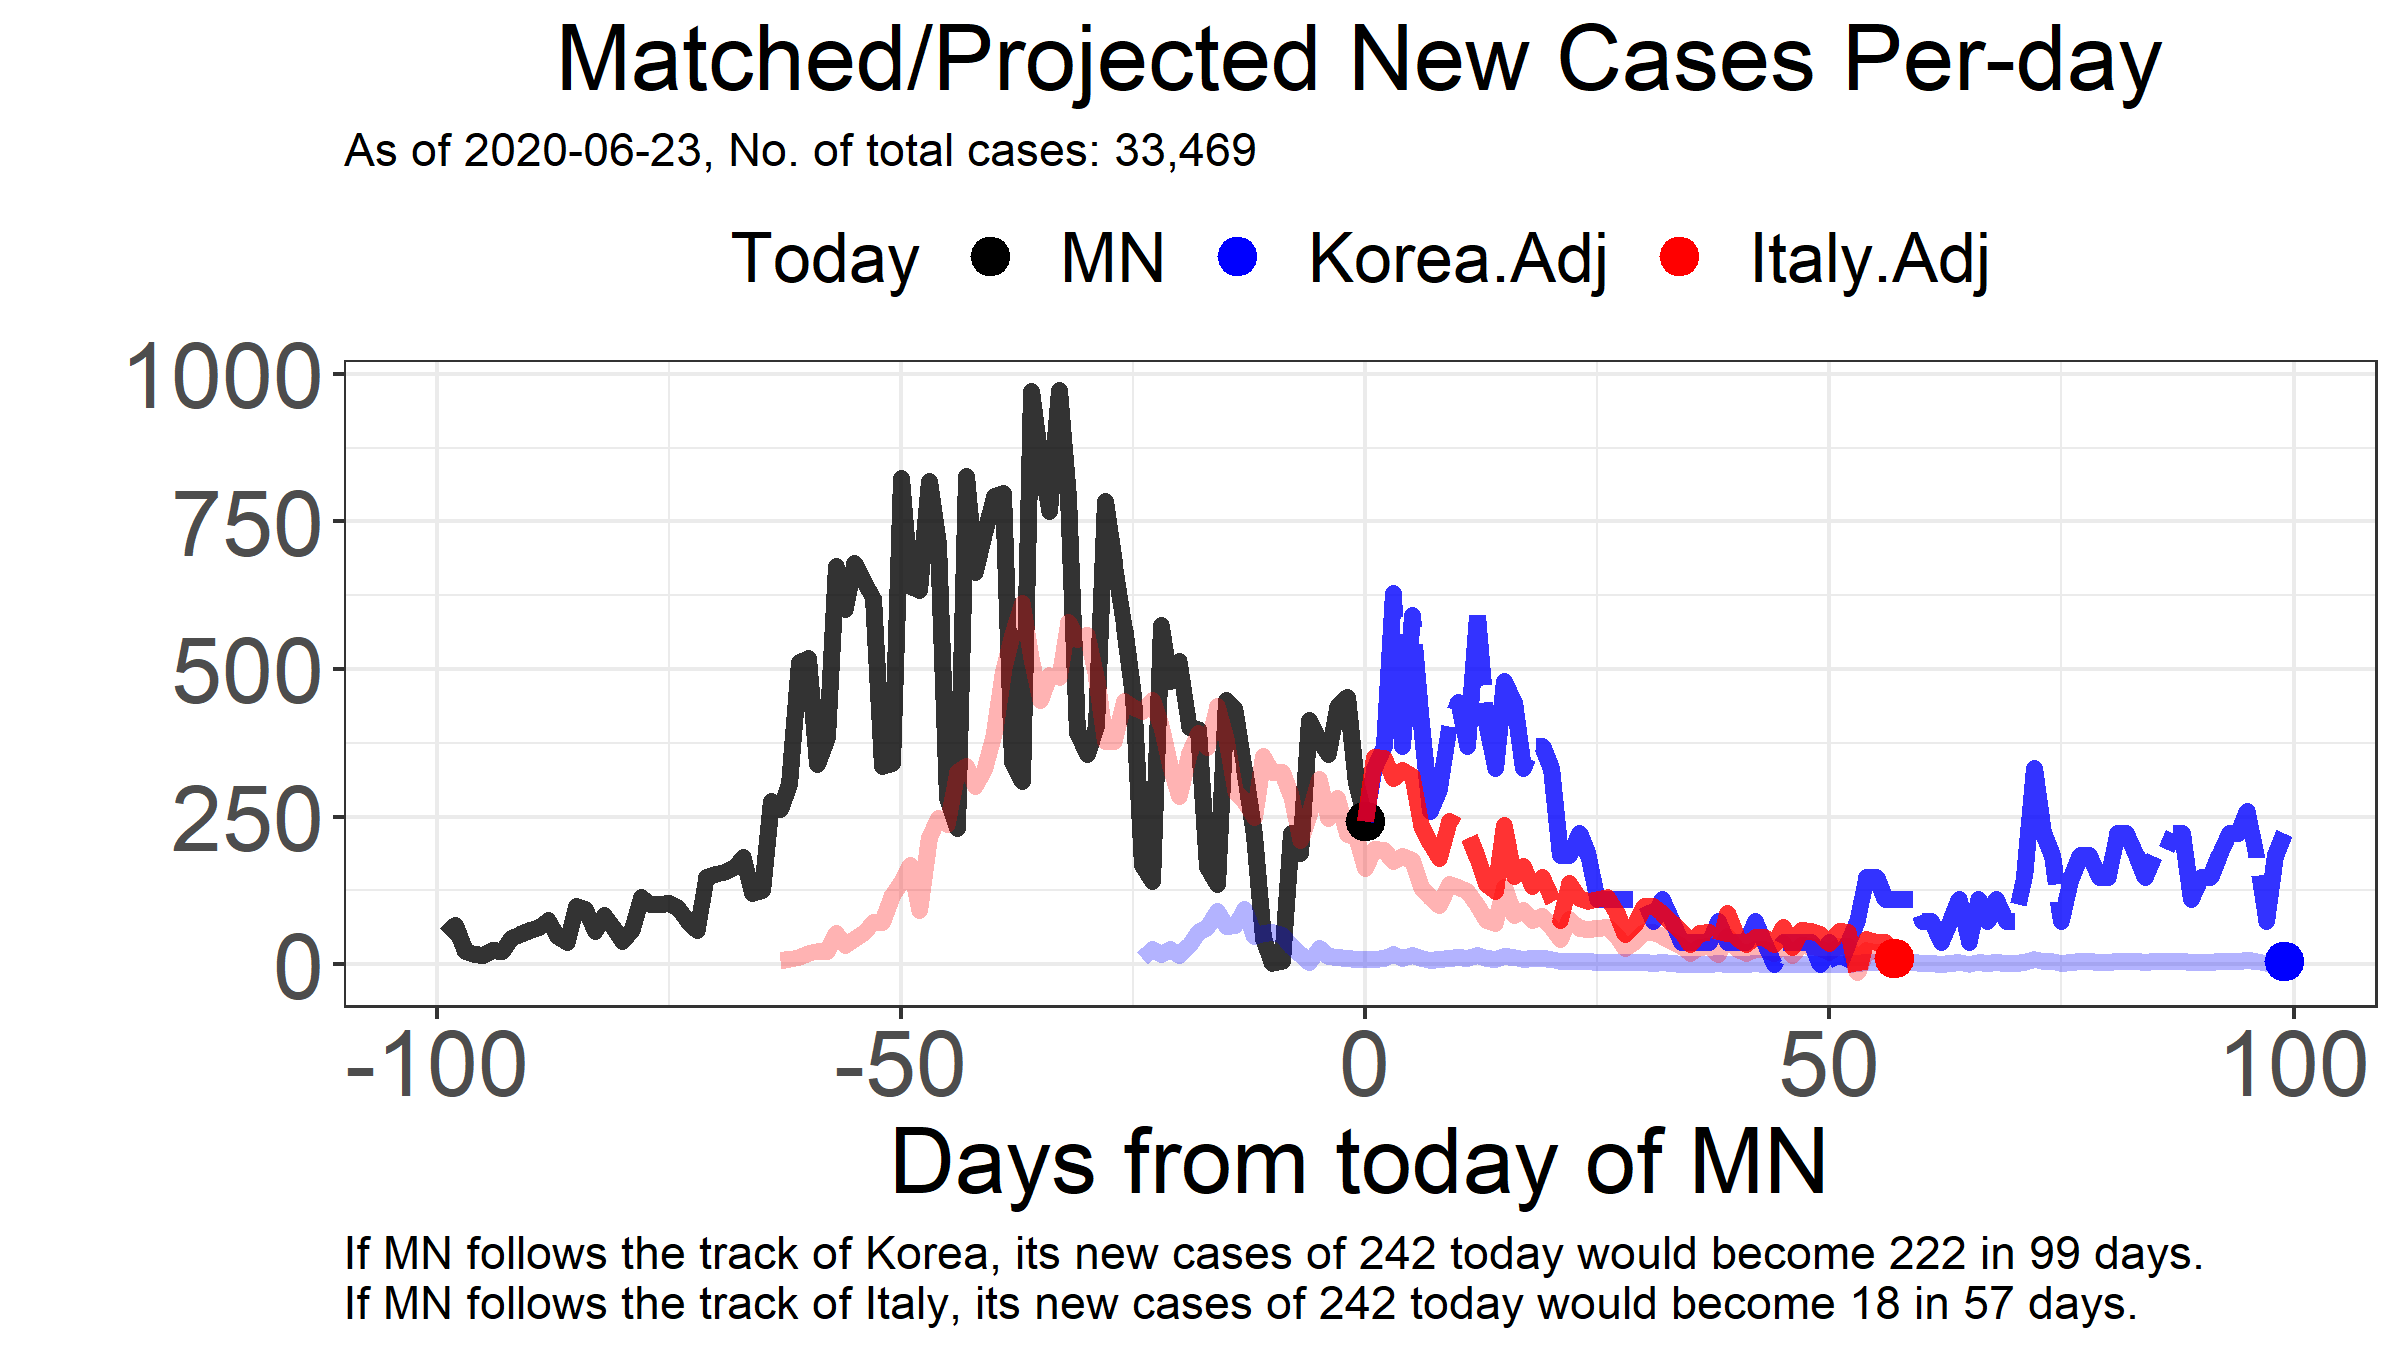 Matched/Projected New Cases Per-day
As of 2020-06-23, No. of total cases: 33,469
Today MN Korea.Adj Italy.Adj
1000
750
500
250
0
-100 -50 0 50 100
Days from today of MN
If MN follows the track of Korea, its new cases of 242 today would become 222 in 99 days.
If MN follows the track of Italy, its new cases of 242 today would become 18 in 57 days.